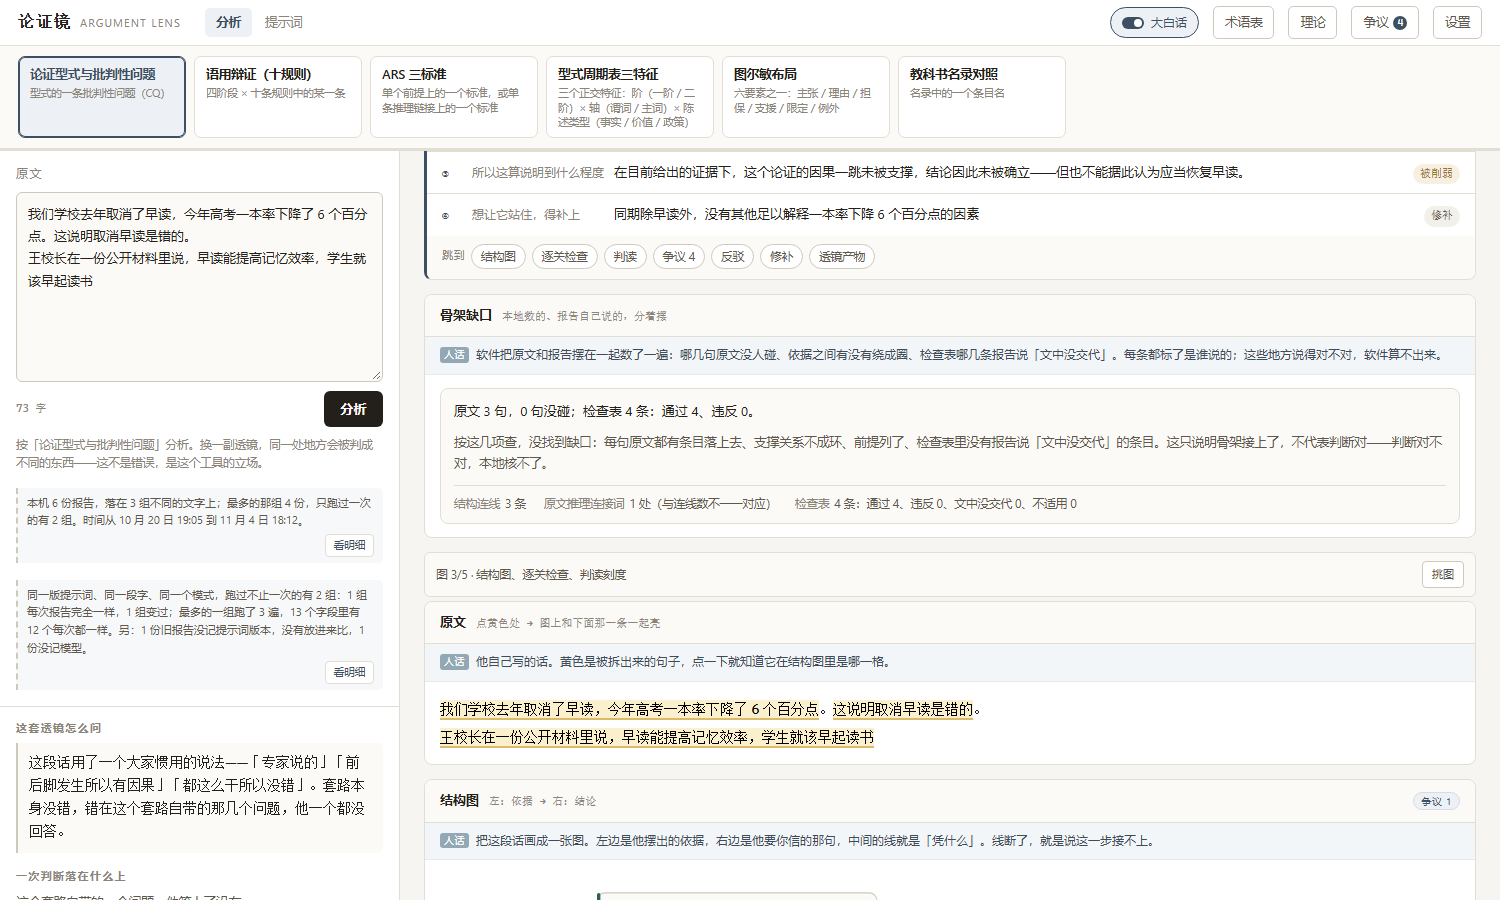 论证镜 ARGUMENT LENS 分析 提示词 大白话 术语表 理论 争议 4 设置
论证型式与批判性问题
型式的一条批判性问题（CQ）
语用辩证（十规则）
四阶段 × 十条规则中的某一条
ARS 三标准
单个前提上的一个标准，或单
条推理链接上的一个标准
型式周期表三特征
三个正交特征：阶（一阶 / 二
阶）× 轴（谓词 / 主词）× 陈
述类型（事实 / 价值 / 政策）
图尔敏布局
六要素之一：主张 / 理由 / 担
保 / 支援 / 限定 / 例外
教科书名录对照
名录中的一个条目名
原文
我们学校去年取消了早读，今年高考一本率下降了 6 个百分
点。这说明取消早读是错的。
王校长在一份公开材料里说，早读能提高记忆效率，学生就
该早起读书
73 字
分析
按「论证型式与批判性问题」分析。换一副透镜，同一处地方会被判成
不同的东西——这不是错误，是这个工具的立场。
本机 6 份报告，落在 3 组不同的文字上；最多的那组 4 份，只跑过一次
的有 2 组。时间从 10 月 20 日 19:05 到 11 月 4 日 18:12。
看明细
同一版提示词、同一段字、同一个模式，跑过不止一次的有 2 组：1 组
每次报告完全一样，1 组变过；最多的一组跑了 3 遍，13 个字段里有
12 个每次都一样。另：1 份旧报告没记提示词版本，没有放进来比，1
份没记模型。
看明细
这套透镜怎么问
这段话用了一个大家惯用的说法——「专家说的」「前
后脚发生所以有因果」「都这么干所以没错」。套路本
身没错，错在这个套路自带的那几个问题，他一个都没
回答。
一次判断落在什么上
所以这算说明到什么程度 在目前给出的证据下，这个论证的因果一跳未被支撑，结论因此未被确立——但也不能据此认为应当恢复早读。 被削弱
想让它站住，得补上 同期除早读外，没有其他足以解释一本率下降 6 个百分点的因素 修补
跳到 结构图 逐关检查 判读 争议 4 反驳 修补 透镜产物
骨架缺口 本地数的、报告自己说的，分着摆
人话 软件把原文和报告摆在一起数了一遍：哪几句原文没人碰、依据之间有没有绕成圈、检查表哪几条报告说「文中没交代」。每条都标了是谁说的；这些地方说得对不对，软件算不出来。
原文 3 句，0 句没碰；检查表 4 条：通过 4、违反 0。
按这几项查，没找到缺口：每句原文都有条目落上去、支撑关系不成环、前提列了、检查表里没有报告说「文中没交代」的条目。这只说明骨架接上了，不代表判断对——判断对不
对，本地核不了。
结构连线 3 条 原文推理连接词 1 处（与连线数不一一对应） 检查表 4 条：通过 4、违反 0、文中没交代 0、不适用 0
图 3/5 · 结构图、逐关检查、判读刻度 挑图
原文 点黄色处 → 图上和下面那一条一起亮
人话 他自己写的话。黄色是被拆出来的句子，点一下就知道它在结构图里是哪一格。
我们学校去年取消了早读，今年高考一本率下降了 6 个百分点。这说明取消早读是错的。
王校长在一份公开材料里说，早读能提高记忆效率，学生就该早起读书
结构图 左：依据 → 右：结论 争议 1
人话 把这段话画成一张图。左边是他摆出的依据，右边是他要你信的那句，中间的线就是「凭什么」。线断了，就是说这一步接不上。